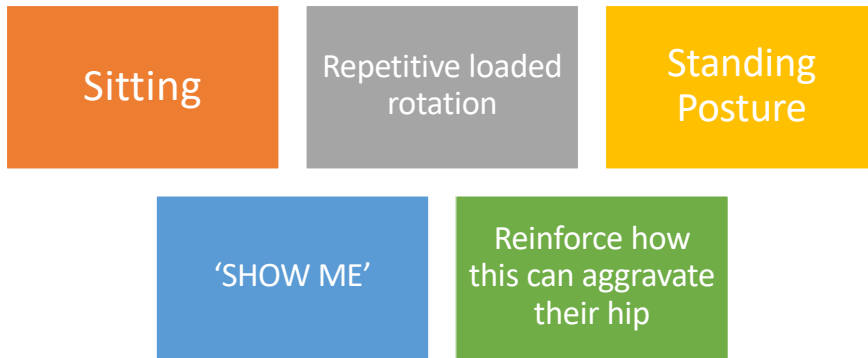 Sitting
Repetitive loaded
rotation
Standing
Posture
‘SHOW ME’
Reinforce how
this can aggravate
their hip